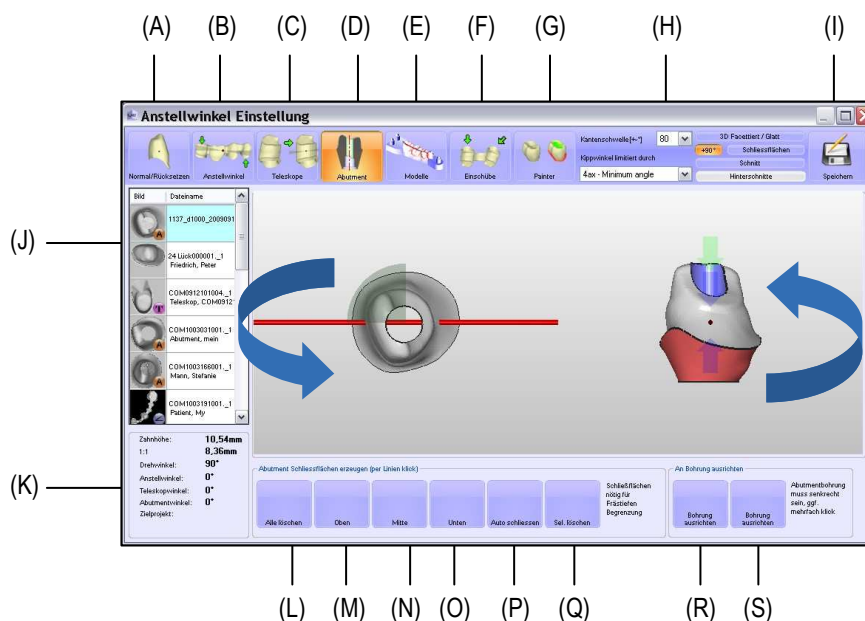 (A) (B) (C) (D) (E) (F) (G) (H) (I)
Anstellwinkel Einstellung
Normal/Rücksetzen
Anstellwinkel
Teleskope
Abutment
Modelle
Einschübe
Painter
Kantenschwelle[+-°] 80
Kippwinkel limitiert durch
4ax - Minimum angle
3D Facettiert / Glatt
+90° Schliessflächen
Schnitt
Hinterschnitte
Speichern
(J)
Bild Dateiname
1137_d1000_2009091
24 Lück000001._1
Friedrich, Peter
COM0912101004._1
Teleskop, COM0912
COM1003031001._1
Abutment, mein
COM1003166001._1
Mann, Stefanie
COM1003191001._1
Patient, My
(K)
Zahnhöhe: 10,54mm
1:1 8,36mm
Drehwinkel: 90°
Anstellwinkel: 0°
Teleskopwinkel: 0°
Abutmentwinkel: 0°
Zielprojekt:
Abutment Schliessflächen erzeugen (per Linien klick)
Alle löschen
Oben
Mitte
Unten
Auto schliessen
Sel. löschen
Schließflächen
nötig für
Frästiefen
Begrenzung
An Bohrung ausrichten
Bohrung
ausrichten
Bohrung
ausrichten
Abutmentbohrung
muss senkrecht
sein, ggf.
mehrfach klick
(L) (M) (N) (O) (P) (Q) (R) (S)